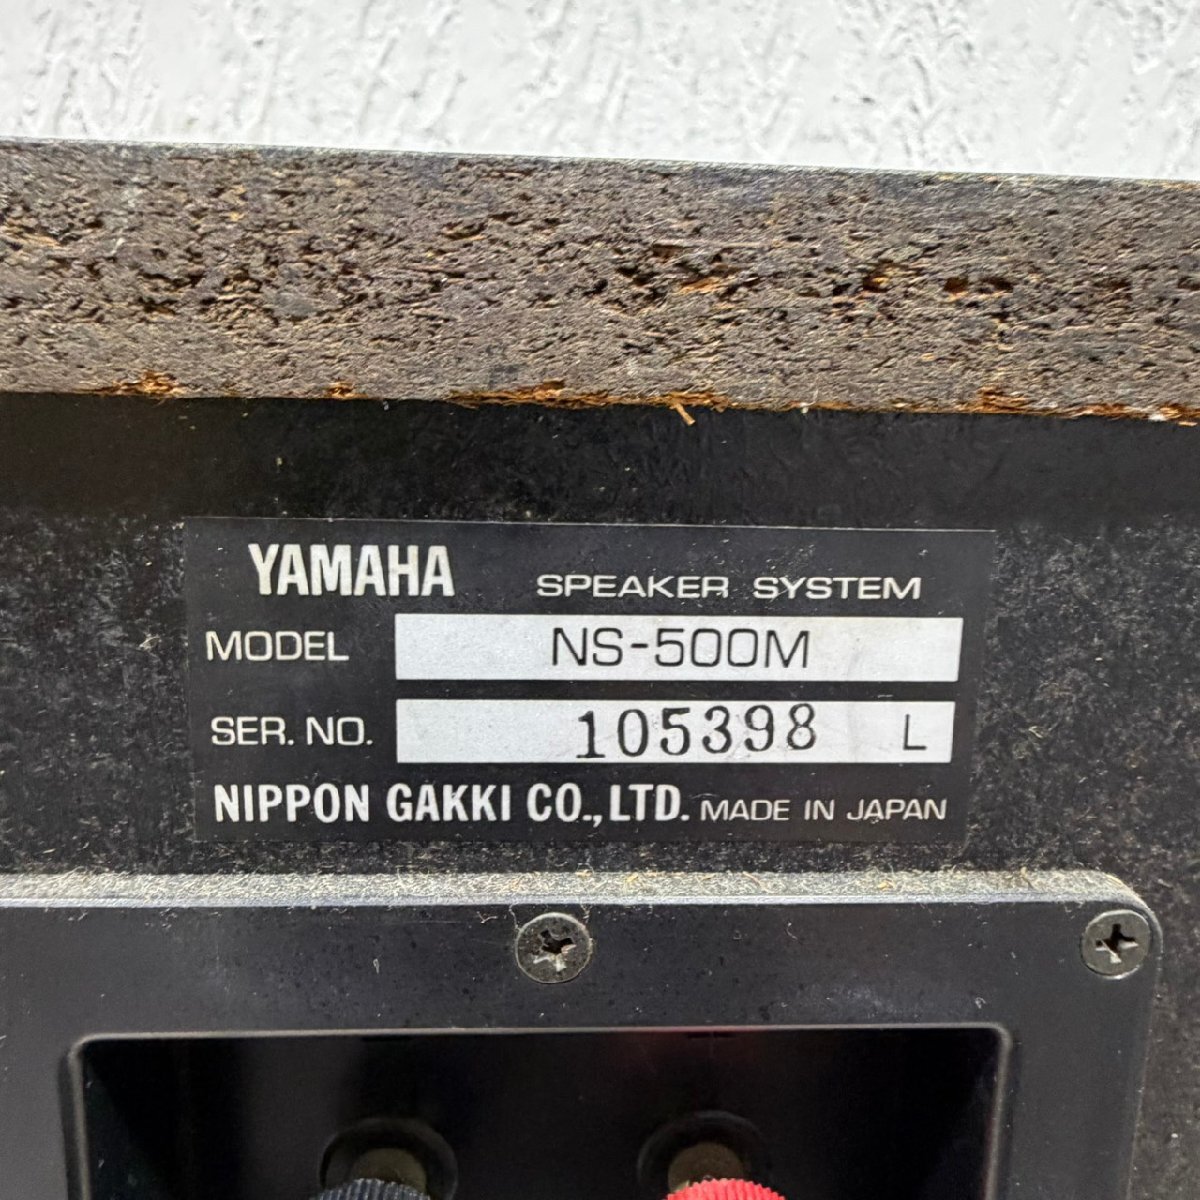 YAMAHA SPEAKER SYSTEM
MODEL NS-500M
SER. NO. 105398 L
NIPPON GAKKI CO., LTD. MADE IN JAPAN